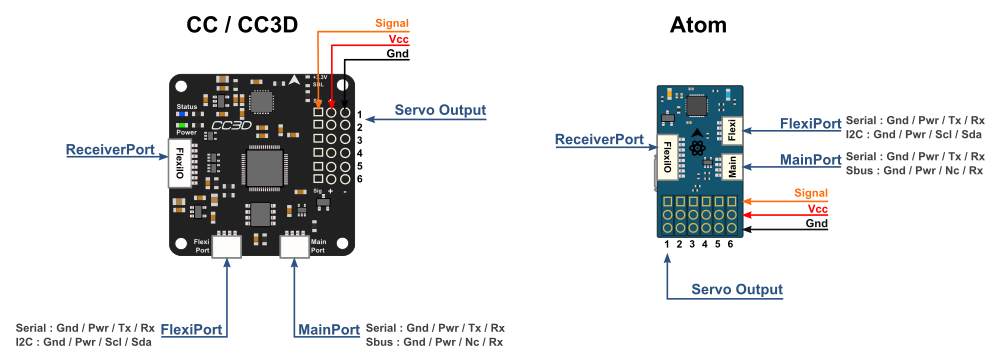 CC / CC3D
Signal
Vcc
Gnd
+3.3V
SBL
Status
Power
CC3D
1
2
3
4
5
6
Servo Output
ReceiverPort
FlexiIO
Sig + -
Flexi
Port
Main
Port
Serial : Gnd / Pwr / Tx / Rx
I2C : Gnd / Pwr / Scl / Sda
FlexiPort
MainPort
Serial : Gnd / Pwr / Tx / Rx
Sbus : Gnd / Pwr / Nc / Rx
Atom
ReceiverPort
FlexiIO
Flexi
Main
FlexiPort
Serial : Gnd / Pwr / Tx / Rx
I2C : Gnd / Pwr / Scl / Sda
MainPort
Serial : Gnd / Pwr / Tx / Rx
Sbus : Gnd / Pwr / Nc / Rx
Signal
Vcc
Gnd
1 2 3 4 5 6
Servo Output